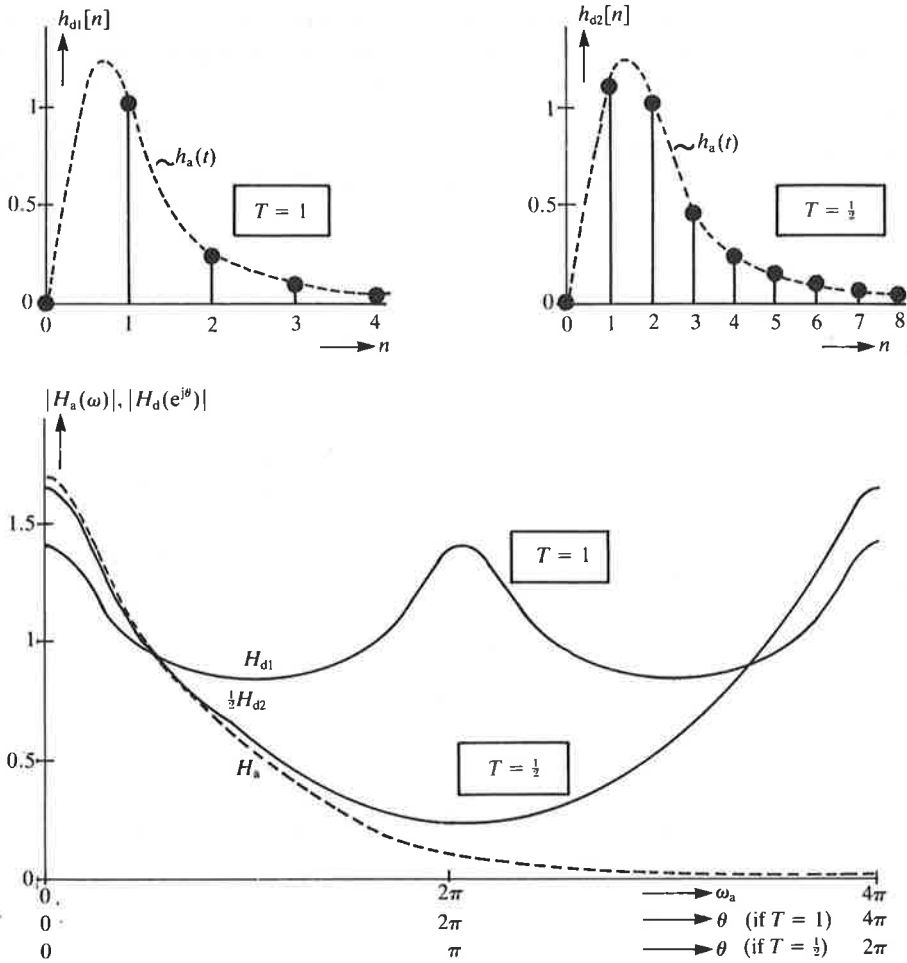 h_d1[n]
1
0.5
0
~h_a(t)
T = 1
0 1 2 3 4
n
h_d2[n]
1
0.5
0
~h_a(t)
T = ½
0 1 2 3 4 5 6 7 8
n
|H_a(ω)|, |H_d(e^jθ)|
1.5
1
0.5
0
T = 1
H_d1
½H_d2
H_a
T = ½
0 2π ω_a 4π
0 2π θ (if T = 1) 4π
0 π θ (if T = ½) 2π